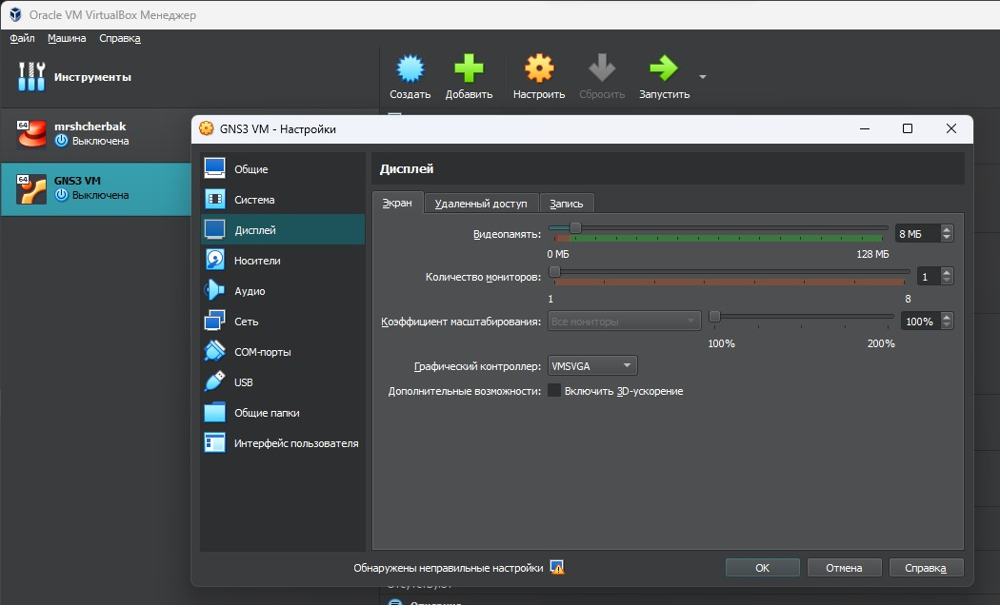 Oracle VM VirtualBox Менеджер
Файл Машина Справка
Инструменты
Создать Добавить Настроить Сбросить Запустить
64 mrshcherbak
Выключена
64 GNS3 VM
Выключена
GNS3 VM - Настройки
Общие
Система
Дисплей
Носители
Аудио
Сеть
COM-порты
USB
Общие папки
Интерфейс пользователя
Дисплей
Экран Удаленный доступ Запись
Видеопамять: 8 МБ
0 МБ 128 МБ
Количество мониторов: 1
1 8
Коэффициент масштабирования: Все мониторы 100%
100% 200%
Графический контроллер: VMSVGA
Дополнительные возможности: Включить 3D-ускорение
Обнаружены неправильные настройки
OK Отмена Справка